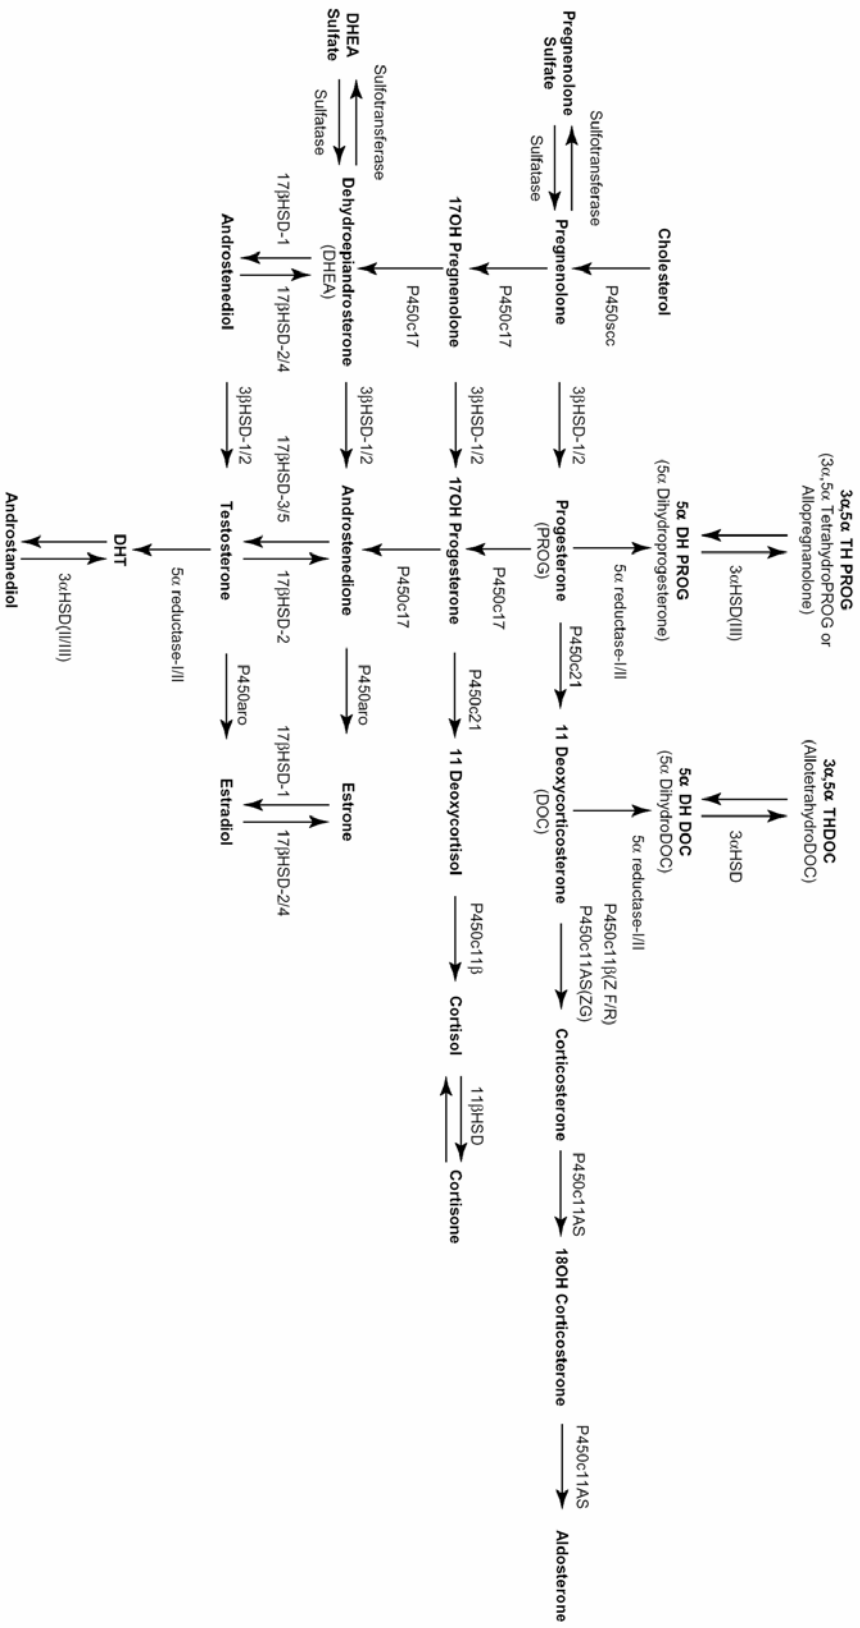 3α,5α TH PROG
(3α,5α TetrahydroPROG or
Allopregnanolone)
3α,5α THDOC
(AllotetrahydroDOC)
3αHSD(III)
3αHSD
Cholesterol
5α DH PROG
(5α Dihydroprogesterone)
5α DH DOC
(5α DihydroDOC)
P450scc
5α reductase-I/II
5α reductase-I/II
Sulfotransferase
Pregnenolone
Sulfate
Sulfatase
Pregnenolone
3βHSD-1/2
Progesterone
(PROG)
P450c21
11 Deoxycorticosterone
(DOC)
P450c11β(Z F/R)
P450c11AS(ZG)
Corticosterone
P450c11AS
18OH Corticosterone
P450c11AS
Aldosterone
P450c17
P450c17
17OH Pregnenolone
3βHSD-1/2
17OH Progesterone
P450c21
11 Deoxycortisol
P450c11β
Cortisol
11βHSD
Cortisone
P450c17
P450c17
Sulfotransferase
DHEA
Sulfate
Sulfatase
Dehydroepiandrosterone
(DHEA)
3βHSD-1/2
Androstenedione
P450aro
Estrone
17βHSD-1
17βHSD-2/4
17βHSD-3/5
17βHSD-2
17βHSD-1
17βHSD-2/4
Androstenediol
3βHSD-1/2
Testosterone
P450aro
Estradiol
5α reductase-I/II
DHT
3αHSD(II/III)
Androstanediol